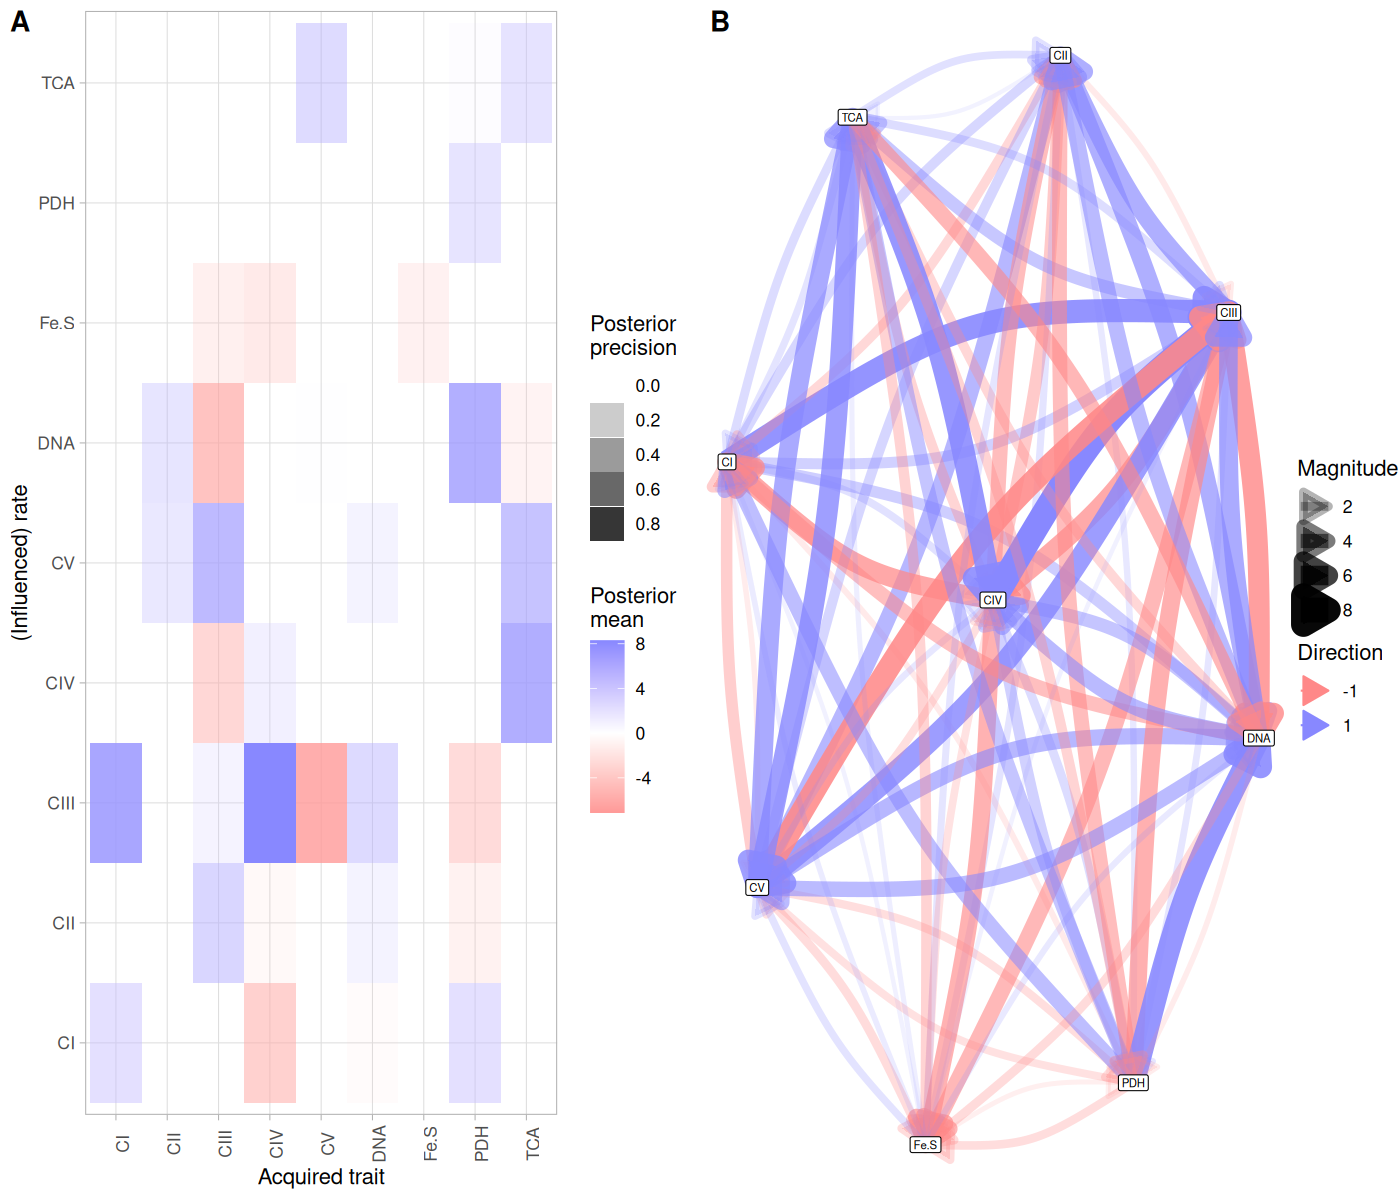 A
B
(Influenced) rate
TCA
PDH
Fe.S
DNA
CV
CIV
CIII
CII
CI
CI
CII
CIII
CIV
CV
DNA
Fe.S
PDH
TCA
Acquired trait
Posterior
precision
0.0
0.2
0.4
0.6
0.8
Posterior
mean
8
4
0
-4
CII
TCA
CIII
CI
CIV
DNA
CV
PDH
Fe.S
Magnitude
2
4
6
8
Direction
-1
1